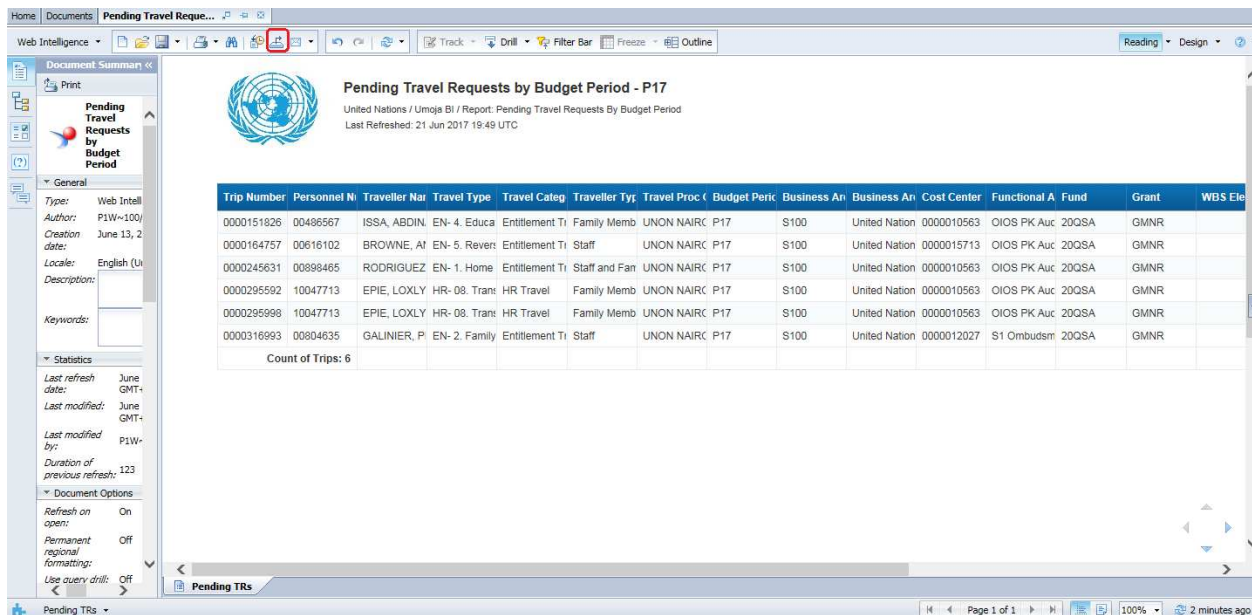 Home Documents Pending Travel Reque...
Web Intelligence Track Drill Filter Bar Freeze Outline Reading Design
Document Summary
Print
Pending
Travel
Requests
by
Budget
Period
General
Type: Web Intell
Author: P1W~100/
Creation date: June 13, 2
Locale: English (Un
Description:
Keywords:
Statistics
Last refresh date: June GMT+
Last modified: June GMT+
Last modified by: P1W~
Duration of previous refresh: 123
Document Options
Refresh on open: On
Permanent regional formatting: Off
Use query drill: Off
Pending Travel Requests by Budget Period - P17
United Nations / Umoja BI / Report: Pending Travel Requests By Budget Period
Last Refreshed: 21 Jun 2017 19:49 UTC
Trip Number Personnel Nu Traveller Nar Travel Type Travel Categ Traveller Typ Travel Proc C Budget Peric Business Are Business Are Cost Center Functional A Fund Grant WBS Ele
0000151826 00486567 ISSA, ABDIN. EN- 4. Educa Entitlement Tr Family Memb UNON NAIRC P17 S100 United Nation 0000010563 OIOS PK Auc 20QSA GMNR
0000164757 00616102 BROWNE, AN EN- 5. Revers Entitlement Tr Staff UNON NAIRC P17 S100 United Nation 0000015713 OIOS PK Auc 20QSA GMNR
0000245631 00898465 RODRIGUEZ EN- 1. Home Entitlement Tr Staff and Fam UNON NAIRC P17 S100 United Nation 0000010563 OIOS PK Auc 20QSA GMNR
0000295592 10047713 EPIE, LOXLY HR- 08. Trans HR Travel Family Memb UNON NAIRC P17 S100 United Nation 0000010563 OIOS PK Auc 20QSA GMNR
0000295998 10047713 EPIE, LOXLY HR- 08. Trans HR Travel Family Memb UNON NAIRC P17 S100 United Nation 0000010563 OIOS PK Auc 20QSA GMNR
0000316993 00804635 GALINIER, P EN- 2. Family Entitlement Tr Staff UNON NAIRC P17 S100 United Nation 0000012027 S1 Ombudsm 20QSA GMNR
Count of Trips: 6
Pending TRs
Pending TRs Page 1 of 1 100% 2 minutes ago